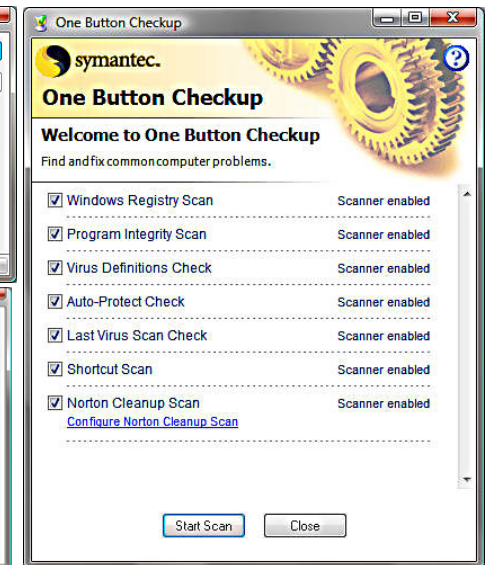 One Button Checkup
symantec.
One Button Checkup
Welcome to One Button Checkup
Find and fix common computer problems.
Windows Registry Scan Scanner enabled
Program Integrity Scan Scanner enabled
Virus Definitions Check Scanner enabled
Auto-Protect Check Scanner enabled
Last Virus Scan Check Scanner enabled
Shortcut Scan Scanner enabled
Norton Cleanup Scan Scanner enabled
Configure Norton Cleanup Scan
Start Scan Close